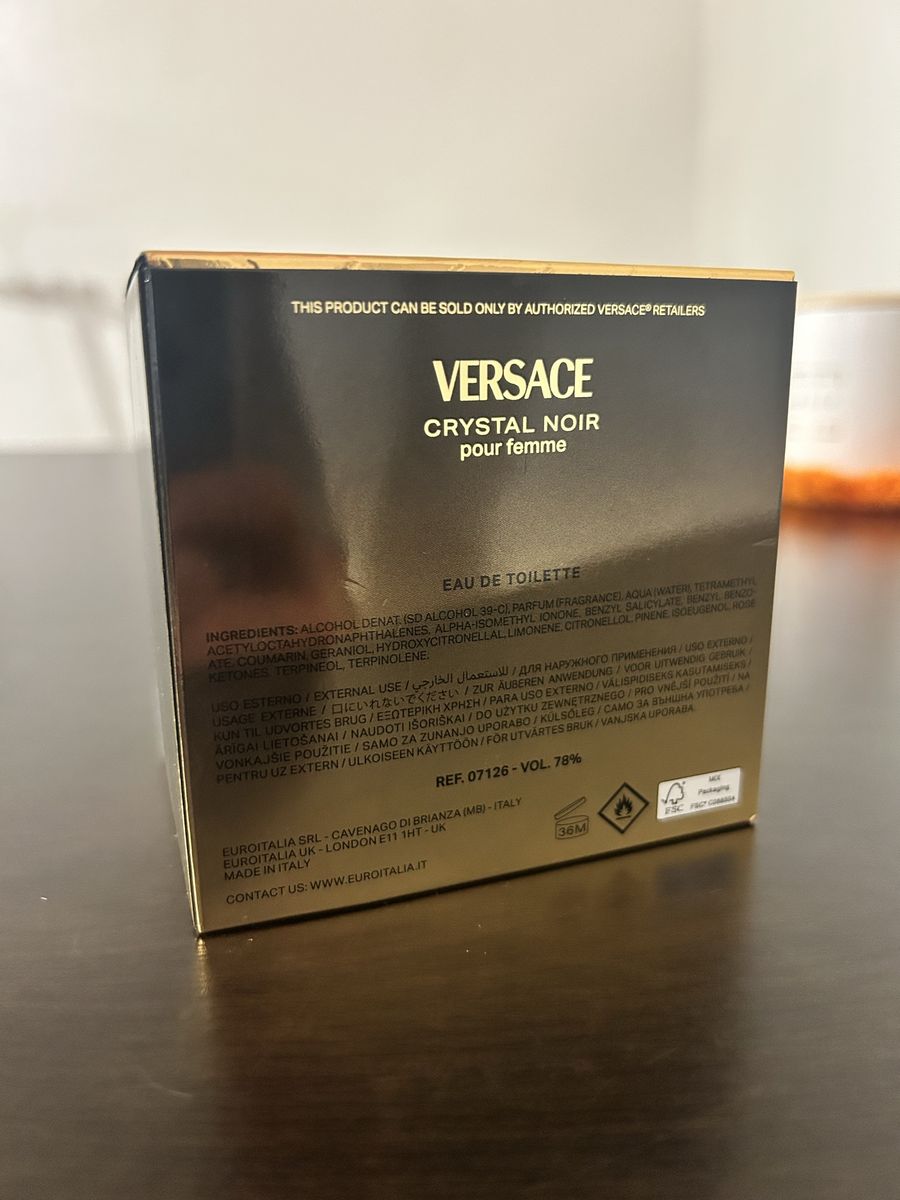 THIS PRODUCT CAN BE SOLD ONLY BY AUTHORIZED VERSACE® RETAILERS
VERSACE
CRYSTAL NOIR
pour femme
EAU DE TOILETTE
INGREDIENTS: ALCOHOL DENAT. (SD ALCOHOL 39-C), PARFUM (FRAGRANCE), AQUA (WATER), TETRAMETHYL
ACETYLOCTAHYDRONAPHTHALENES, ALPHA-ISOMETHYL IONONE, BENZYL SALICYLATE, BENZYL BENZO-
ATE, COUMARIN, GERANIOL, HYDROXYCITRONELLAL, LIMONENE, CITRONELLOL, PINENE, ISOEUGENOL, ROSE
KETONES, TERPINEOL, TERPINOLENE.
USO ESTERNO / EXTERNAL USE / للاستعمال الخارجي / ДЛЯ НАРУЖНОГО ПРИМЕНЕНИЯ / USO EXTERNO /
USAGE EXTERNE / 口にいれないでください / ZUR ÄUßEREN ANWENDUNG / VOOR UITWENDIG GEBRUIK /
KUN TIL UDVORTES BRUG / ΕΞΩΤΕΡΙΚΗ ΧΡΗΣΗ / PARA USO EXTERNO / VÄLISPIDISEKS KASUTAMISEKS /
ĀRĪGAI LIETOŠANAI / NAUDOTI IŠORIŠKAI / DO UŻYTKU ZEWNĘTRZNEGO / PRO VNĚJŠÍ POUŽITÍ / NA
VONKAJŠIE POUŽITIE / SAMO ZA ZUNANJO UPORABO / KÜLSŐLEG / САМО ЗА ВЪНШНА УПОТРЕБА /
PENTRU UZ EXTERN / ULKOISEEN KÄYTTÖÖN / FÖR UTVÄRTES BRUK / VANJSKA UPORABA.
REF. 07126 - VOL. 78%
EUROITALIA SRL - CAVENAGO DI BRIANZA (MB) - ITALY
EUROITALIA UK - LONDON E11 1HT - UK
MADE IN ITALY
CONTACT US: WWW.EUROITALIA.IT
36M
FSC
MIX
Packaging